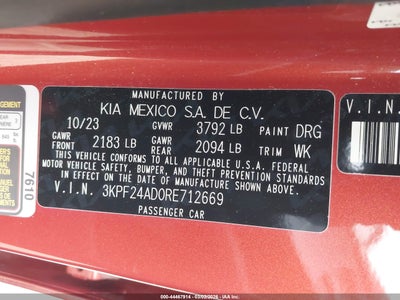 MANUFACTURED BY
KIA MEXICO S.A. DE C.V.
10/23 GVWR 3792 LB PAINT DRG
GAWR FRONT 2183 LB GAWR REAR 2094 LB TRIM WK
THIS VEHICLE CONFORMS TO ALL APPLICABLE U.S.A. FEDERAL
MOTOR VEHICLE SAFETY, BUMPER, AND THEFT PREVENTION STANDARDS
IN EFFECT ON THE DATE OF MANUFACTURE SHOWN ABOVE.
V.I.N. 3KPF24AD0RE712669
PASSENGER CAR
7610
V.I.N.